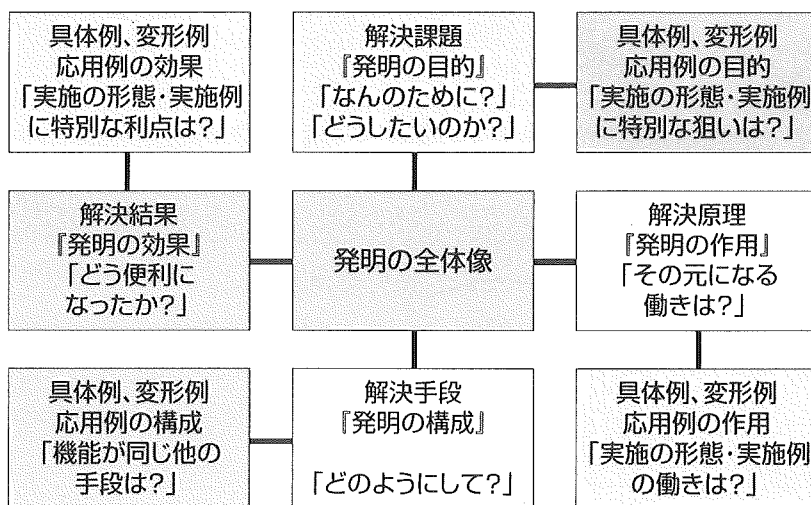 具体例、変形例
応用例の効果
「実施の形態・実施例
に特別な利点は?」
解決課題
『発明の目的』
「なんのために?」
「どうしたいのか?」
具体例、変形例
応用例の目的
「実施の形態・実施例
に特別な狙いは?」
解決結果
『発明の効果』
「どう便利に
なったか?」
発明の全体像
解決原理
『発明の作用』
「その元になる
働きは?」
具体例、変形例
応用例の構成
「機能が同じ他の
手段は?」
解決手段
『発明の構成』
「どのようにして?」
具体例、変形例
応用例の作用
「実施の形態・実施例
の働きは?」